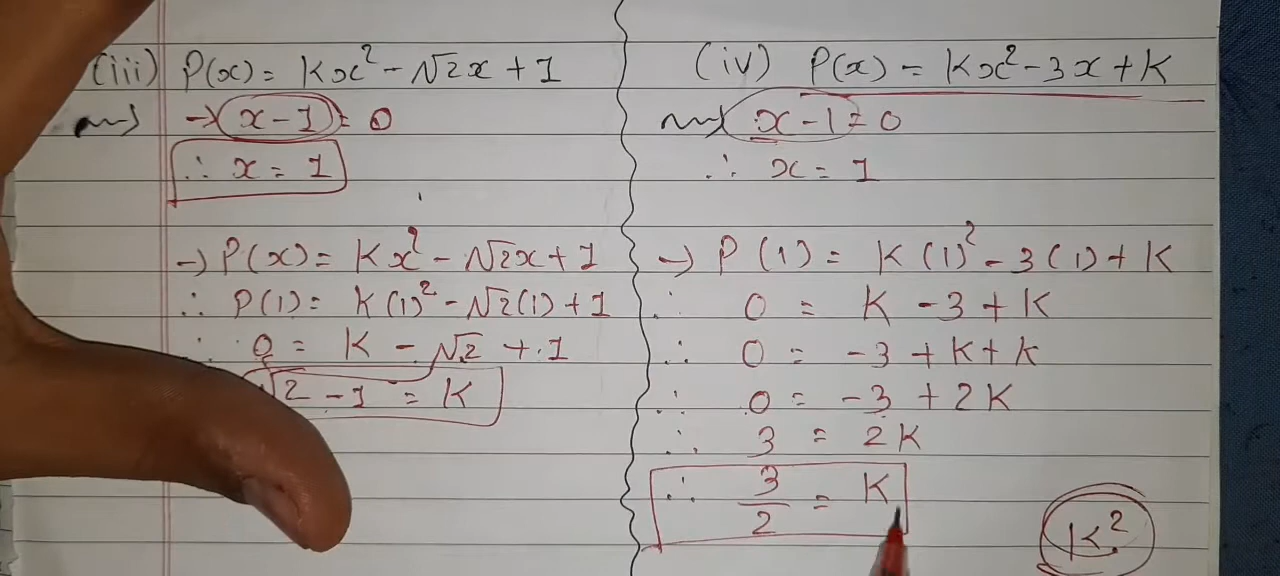 (iii) P(x) = Kx² - √2x + 1
→ x - 1 = 0
∴ x = 1
→ P(x) = Kx² - √2x + 1
∴ P(1) = K(1)² - √2(1) + 1
∴ 0 = K - √2 + 1
√2 - 1 = K
(iv) P(x) = Kx² - 3x + K
x - 1 = 0
∴ x = 1
→ P(1) = K(1)² - 3(1) + K
∴ 0 = K - 3 + K
∴ 0 = -3 + K + K
∴ 0 = -3 + 2K
∴ 3 = 2K
∴ 3/2 = K
K²